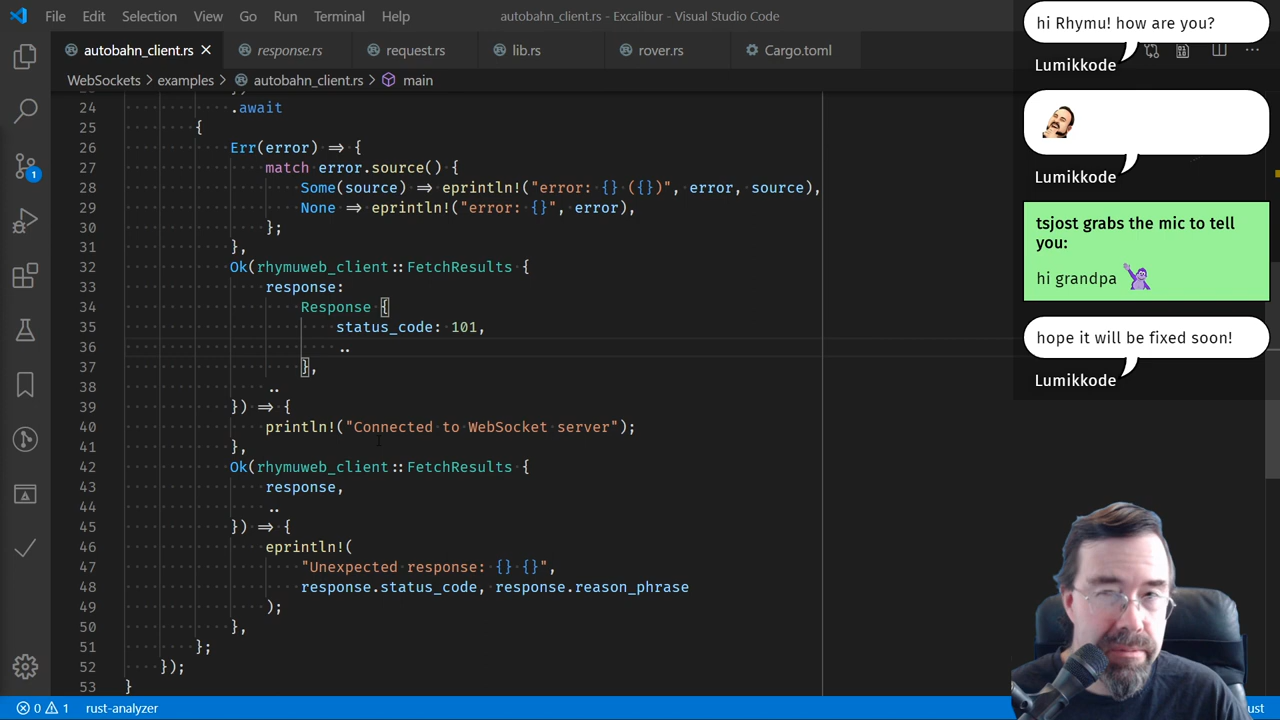 File Edit Selection View Go Run Terminal Help
autobahn_client.rs - Excalibur - Visual Studio Code
autobahn_client.rs response.rs request.rs lib.rs rover.rs Cargo.toml
WebSockets > examples > autobahn_client.rs > main
24 .await
25 {
26 Err(error) => {
27 match error.source() {
28 Some(source) => eprintln!("error: {} ({})", error, source),
29 None => eprintln!("error: {}", error),
30 };
31 },
32 Ok(rhymuweb_client::FetchResults {
33 response:
34 Response {
35 status_code: 101,
36 ..
37 },
38 ..
39 }) => {
40 println!("Connected to WebSocket server");
41 },
42 Ok(rhymuweb_client::FetchResults {
43 response,
44 ..
45 }) => {
46 eprintln!(
47 "Unexpected response: {} {}",
48 response.status_code, response.reason_phrase
49 );
50 },
51 };
52 });
53 }
1
0 1 rust-analyzer
hi Rhymu! how are you?
Lumikkode
Lumikkode
tsjost grabs the mic to tell
you:
hi grandpa
hope it will be fixed soon!
Lumikkode